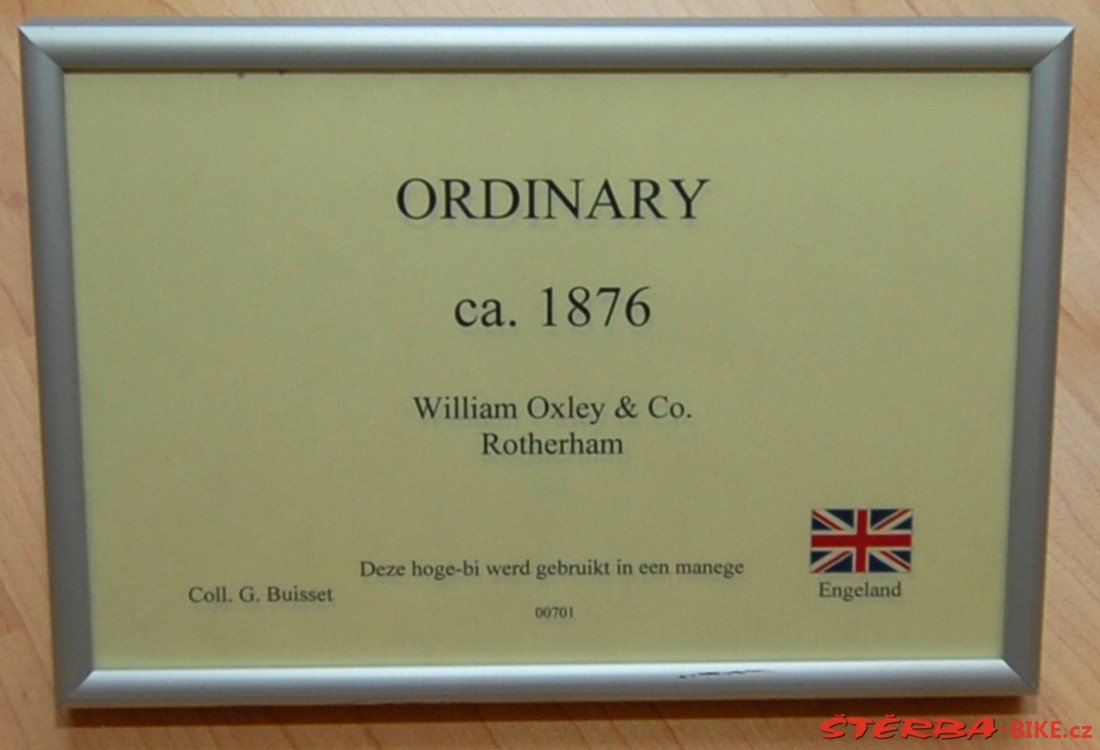 ORDINARY
ca. 1876
William Oxley & Co.
Rotherham
Deze hoge-bi werd gebruikt in een manege
Coll. G. Buisset
00701
Engeland
ŠTĚRBA-BIKE.cz